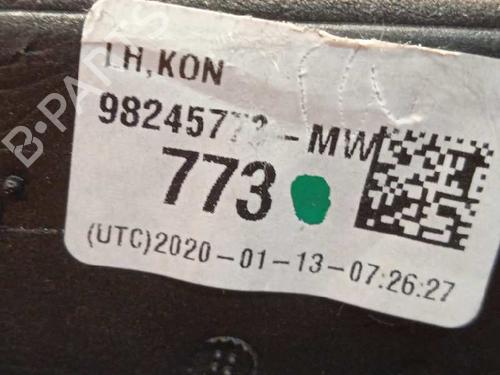 LH,KON
98245773-MW
773
(UTC)2020-01-13-07:26:27
B-PARTS